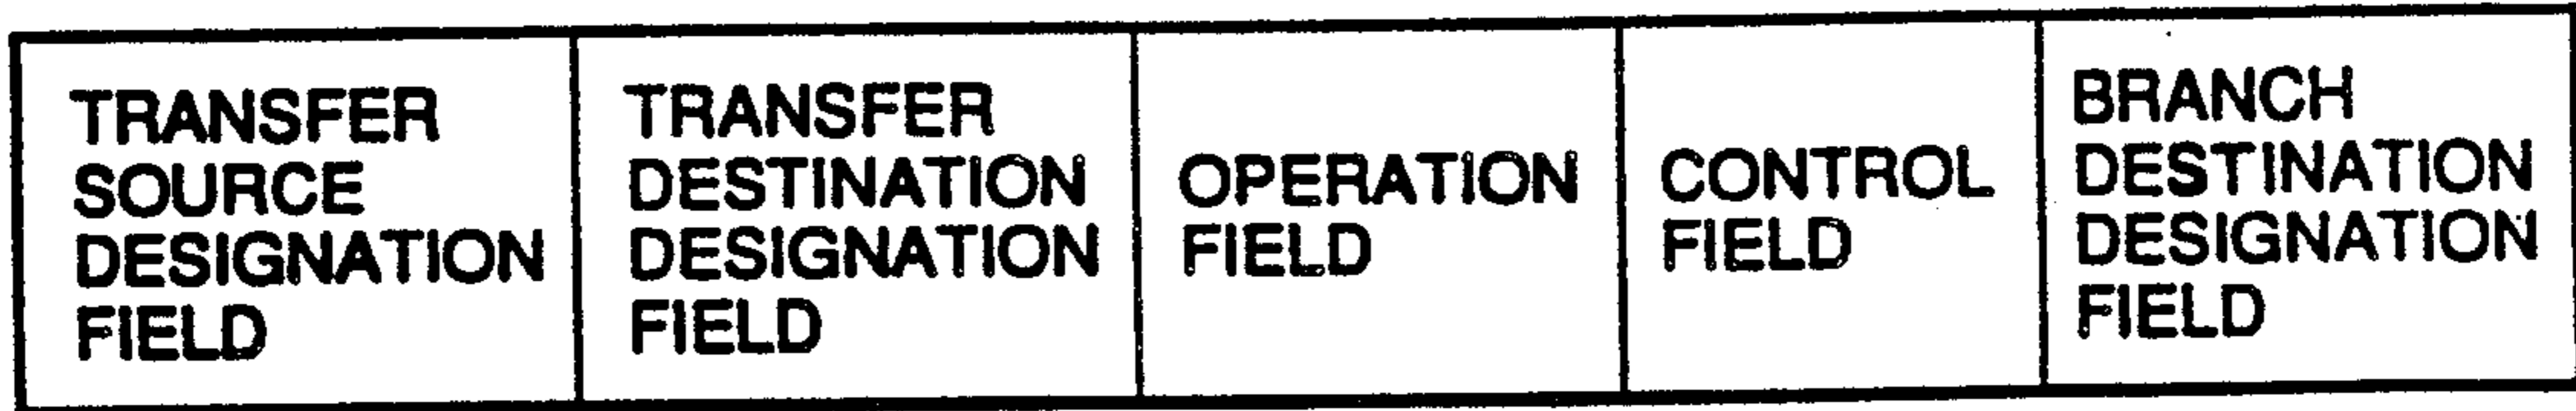 TRANSFER
SOURCE
DESIGNATION
FIELD
TRANSFER
DESTINATION
DESIGNATION
FIELD
OPERATION
FIELD
CONTROL
FIELD
BRANCH
DESTINATION
DESIGNATION
FIELD